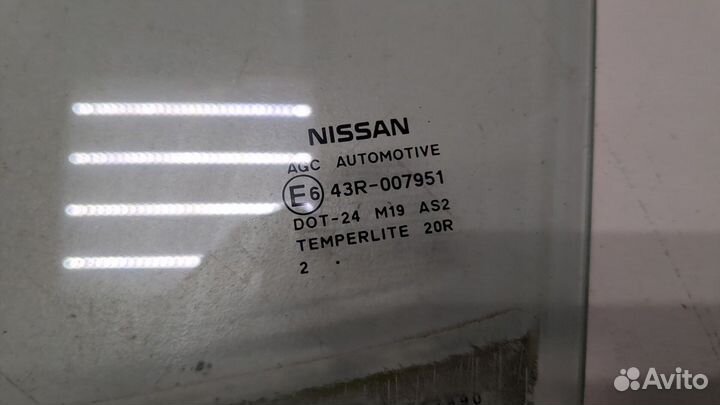 NISSAN
AGC AUTOMOTIVE
E6 43R-007951
DOT-24 M19 AS2
TEMPERLITE 20R
2 .
Avito